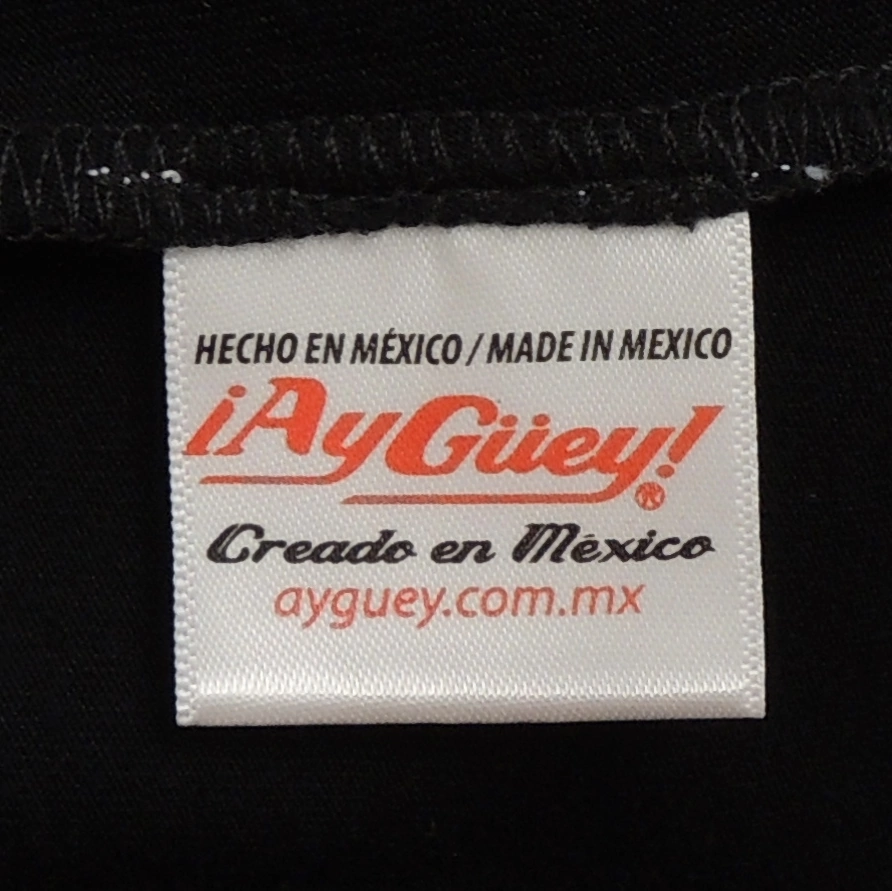 HECHO EN MÉXICO / MADE IN MEXICO
¡AyGüey!®
Creado en México
ayguey.com.mx